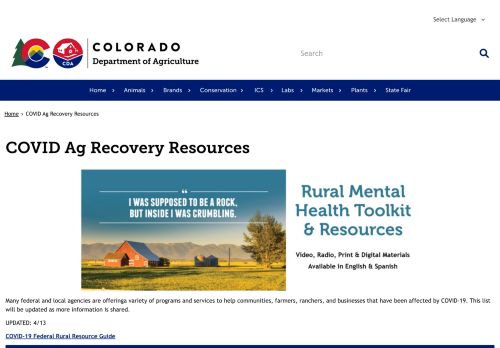 Select Language
COLORADO
Department of Agriculture
CDA
Search
Home Animals Brands Conservation ICS Labs Markets Plants State Fair
Home › COVID Ag Recovery Resources
COVID Ag Recovery Resources
I WAS SUPPOSED TO BE A ROCK,
BUT INSIDE I WAS CRUMBLING.
Rural Mental
Health Toolkit
& Resources
Video, Radio, Print & Digital Materials
Available in English & Spanish
Many federal and local agencies are offeringa variety of programs and services to help communities, farmers, ranchers, and businesses that have been affected by COVID-19. This list
will be updated as more information is shared.
UPDATED: 4/13
COVID-19 Federal Rural Resource Guide